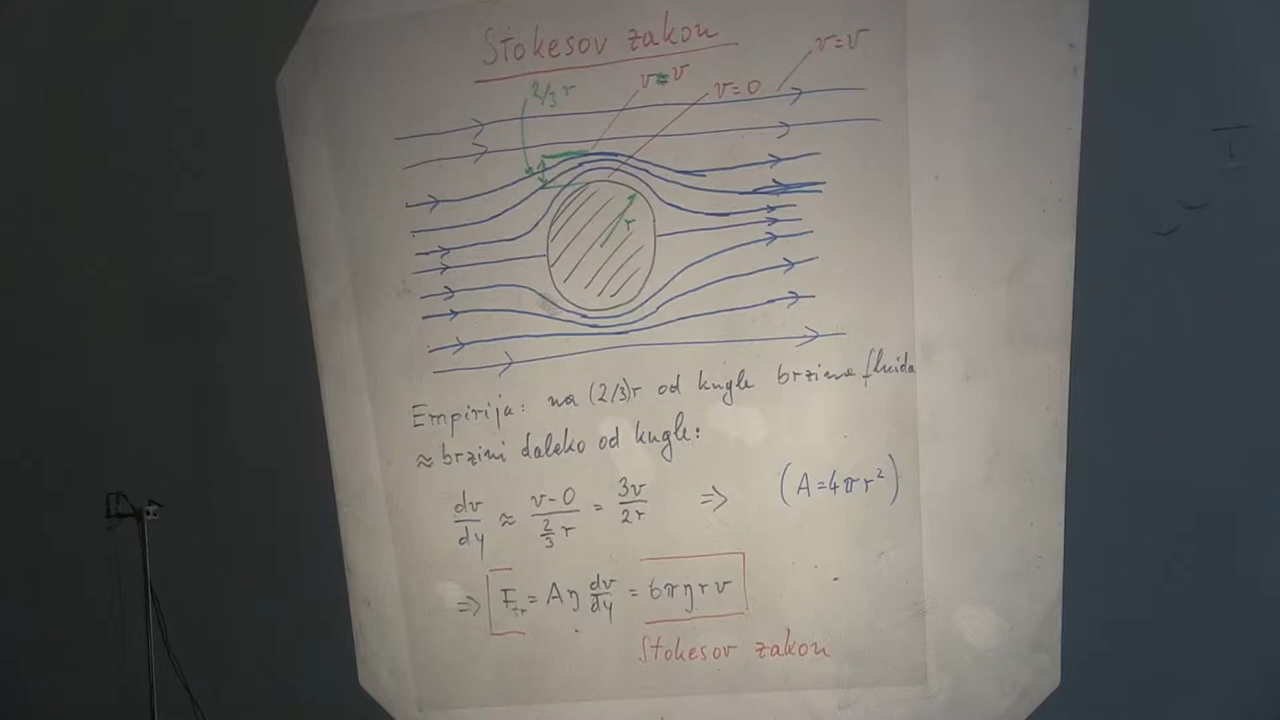 Stokesov zakon
v=v
2/3 r
v≈v
v=0
r
Empirija: na (2/3)r od kugle brzina fluida
≈ brzini daleko od kugle:
dv/dy ≈ (v-0)/(2/3 r) = 3v/2r ⇒ (A=4πr²)
⇒ F_tr = Aη dv/dy = 6πηrv
Stokesov zakon